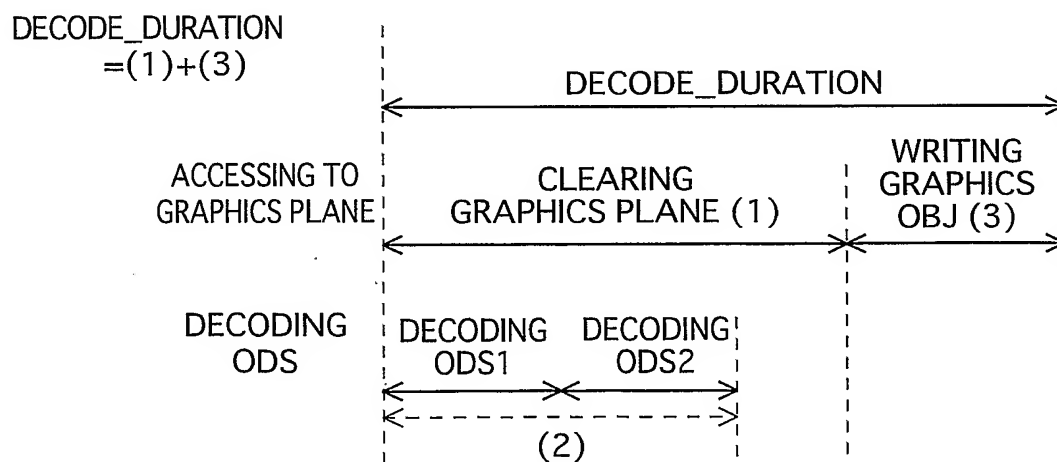 DECODE_DURATION
=(1)+(3)
DECODE_DURATION
ACCESSING TO
GRAPHICS PLANE
CLEARING
GRAPHICS PLANE (1)
WRITING
GRAPHICS
OBJ (3)
DECODING
ODS
DECODING
ODS1
DECODING
ODS2
(2)